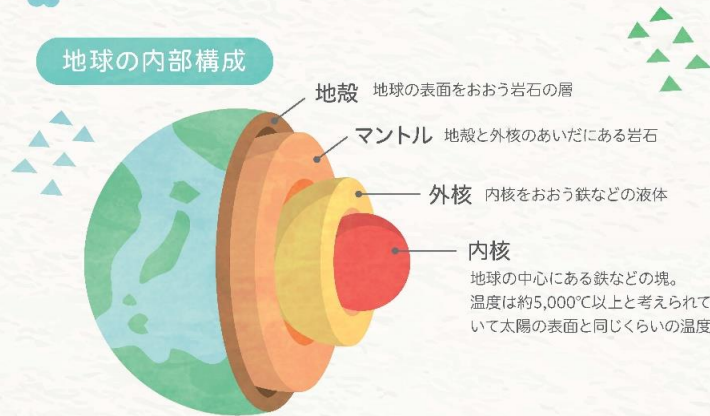 地球の内部構成
地殻 地球の表面をおおう岩石の層
マントル 地殻と外核のあいだにある岩石
外核 内核をおおう鉄などの液体
内核
地球の中心にある鉄などの塊。
温度は約5,000℃以上と考えられて
いて太陽の表面と同じくらいの温度